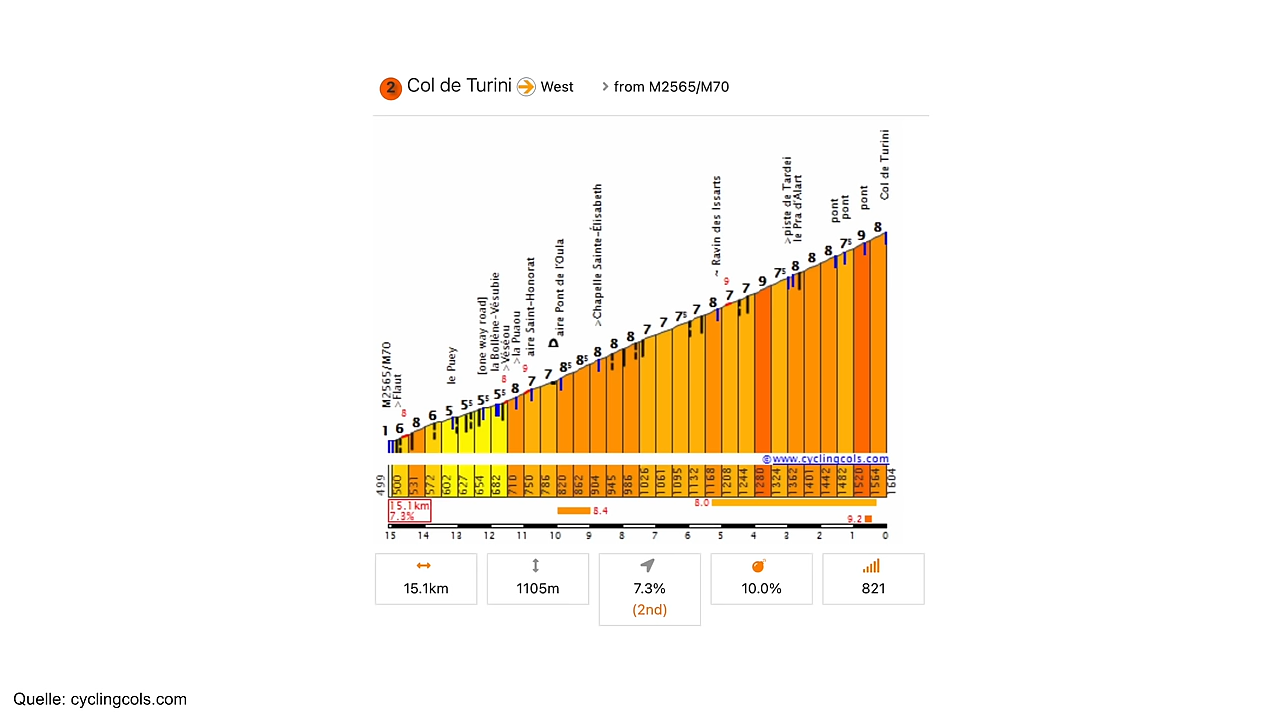 2 Col de Turini West > from M2565/M70
M2565/M70
>Flaut
le Puey
[one way road]
la Bollène-Vésubie
>Véséou
>la Puaou
aire Saint-Honorat
aire Pont de l'Oula
>Chapelle Sainte-Élisabeth
~ Ravin des Issarts
>piste de Tardei
le Pra d'Alart
pont
pont
pont
Col de Turini
8 8 9 9
1 6 8 6 5 5⁵ 5⁵ 5⁵ 8 7 7 8⁵ 8⁵ 8 8 8 7 7 7⁵ 7 8 7 7 9 7⁵ 8 8 8 7⁵ 9 8
©www.cyclingcols.com
499 500 531 572 602 627 654 682 710 750 786 820 862 904 945 986 1026 1061 1095 1132 1168 1208 1244 1280 1324 1362 1401 1442 1482 1520 1564 1604
15.1km
7.3%
8.4
8.0
9.2
15 14 13 12 11 10 9 8 7 6 5 4 3 2 1 0
15.1km 1105m 7.3% 10.0% 821
(2nd)
Quelle: cyclingcols.com